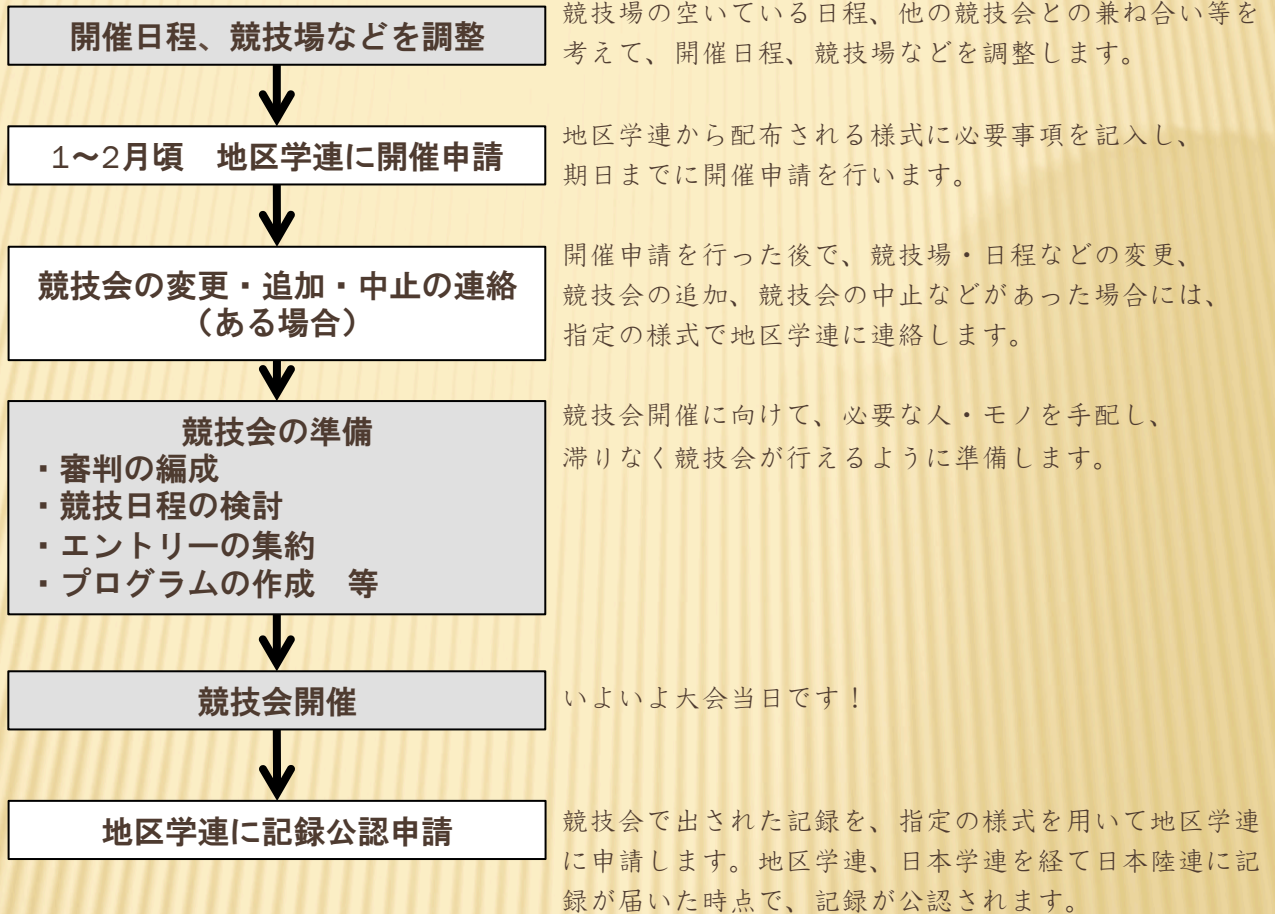 開催日程、競技場などを調整
競技場の空いている日程、他の競技会との兼ね合い等を
考えて、開催日程、競技場などを調整します。
1～2月頃　地区学連に開催申請
地区学連から配布される様式に必要事項を記入し、
期日までに開催申請を行います。
競技会の変更・追加・中止の連絡
（ある場合）
開催申請を行った後で、競技場・日程などの変更、
競技会の追加、競技会の中止などがあった場合には、
指定の様式で地区学連に連絡します。
競技会の準備
・審判の編成
・競技日程の検討
・エントリーの集約
・プログラムの作成　等
競技会開催に向けて、必要な人・モノを手配し、
滞りなく競技会が行えるように準備します。
競技会開催
いよいよ大会当日です！
地区学連に記録公認申請
競技会で出された記録を、指定の様式を用いて地区学連
に申請します。地区学連、日本学連を経て日本陸連に記
録が届いた時点で、記録が公認されます。